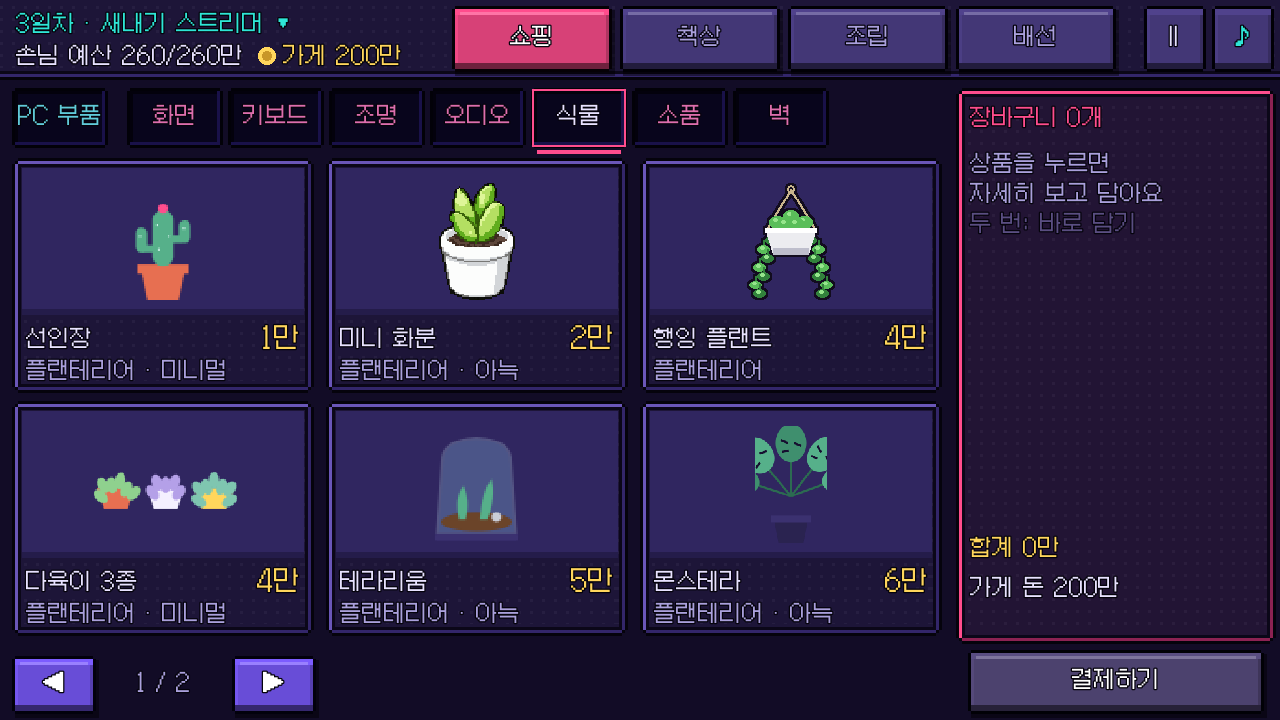 3일차 · 새내기 스트리머 ▼
손님 예산 260/260만 가게 200만
쇼핑
책상
조립
배선
PC 부품
화면
키보드
조명
오디오
식물
소품
벽
선인장 1만
플랜테리어 · 미니멀
미니 화분 2만
플랜테리어 · 아늑
행잉 플랜트 4만
플랜테리어
다육이 3종 4만
플랜테리어 · 미니멀
테라리움 5만
플랜테리어 · 아늑
몬스테라 6만
플랜테리어 · 아늑
1 / 2
장바구니 0개
상품을 누르면
자세히 보고 담아요
두 번: 바로 담기
합계 0만
가게 돈 200만
결제하기